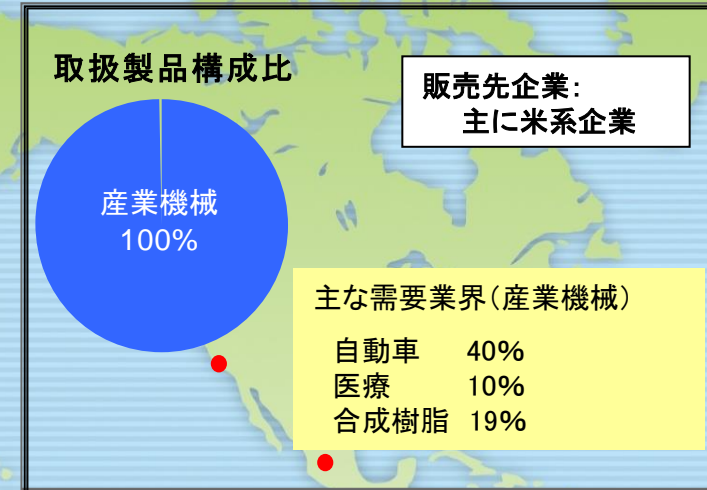 取扱製品構成比
販売先企業:
主に米系企業
産業機械
100%
主な需要業界(産業機械)
自動車 40%
医療 10%
合成樹脂 19%